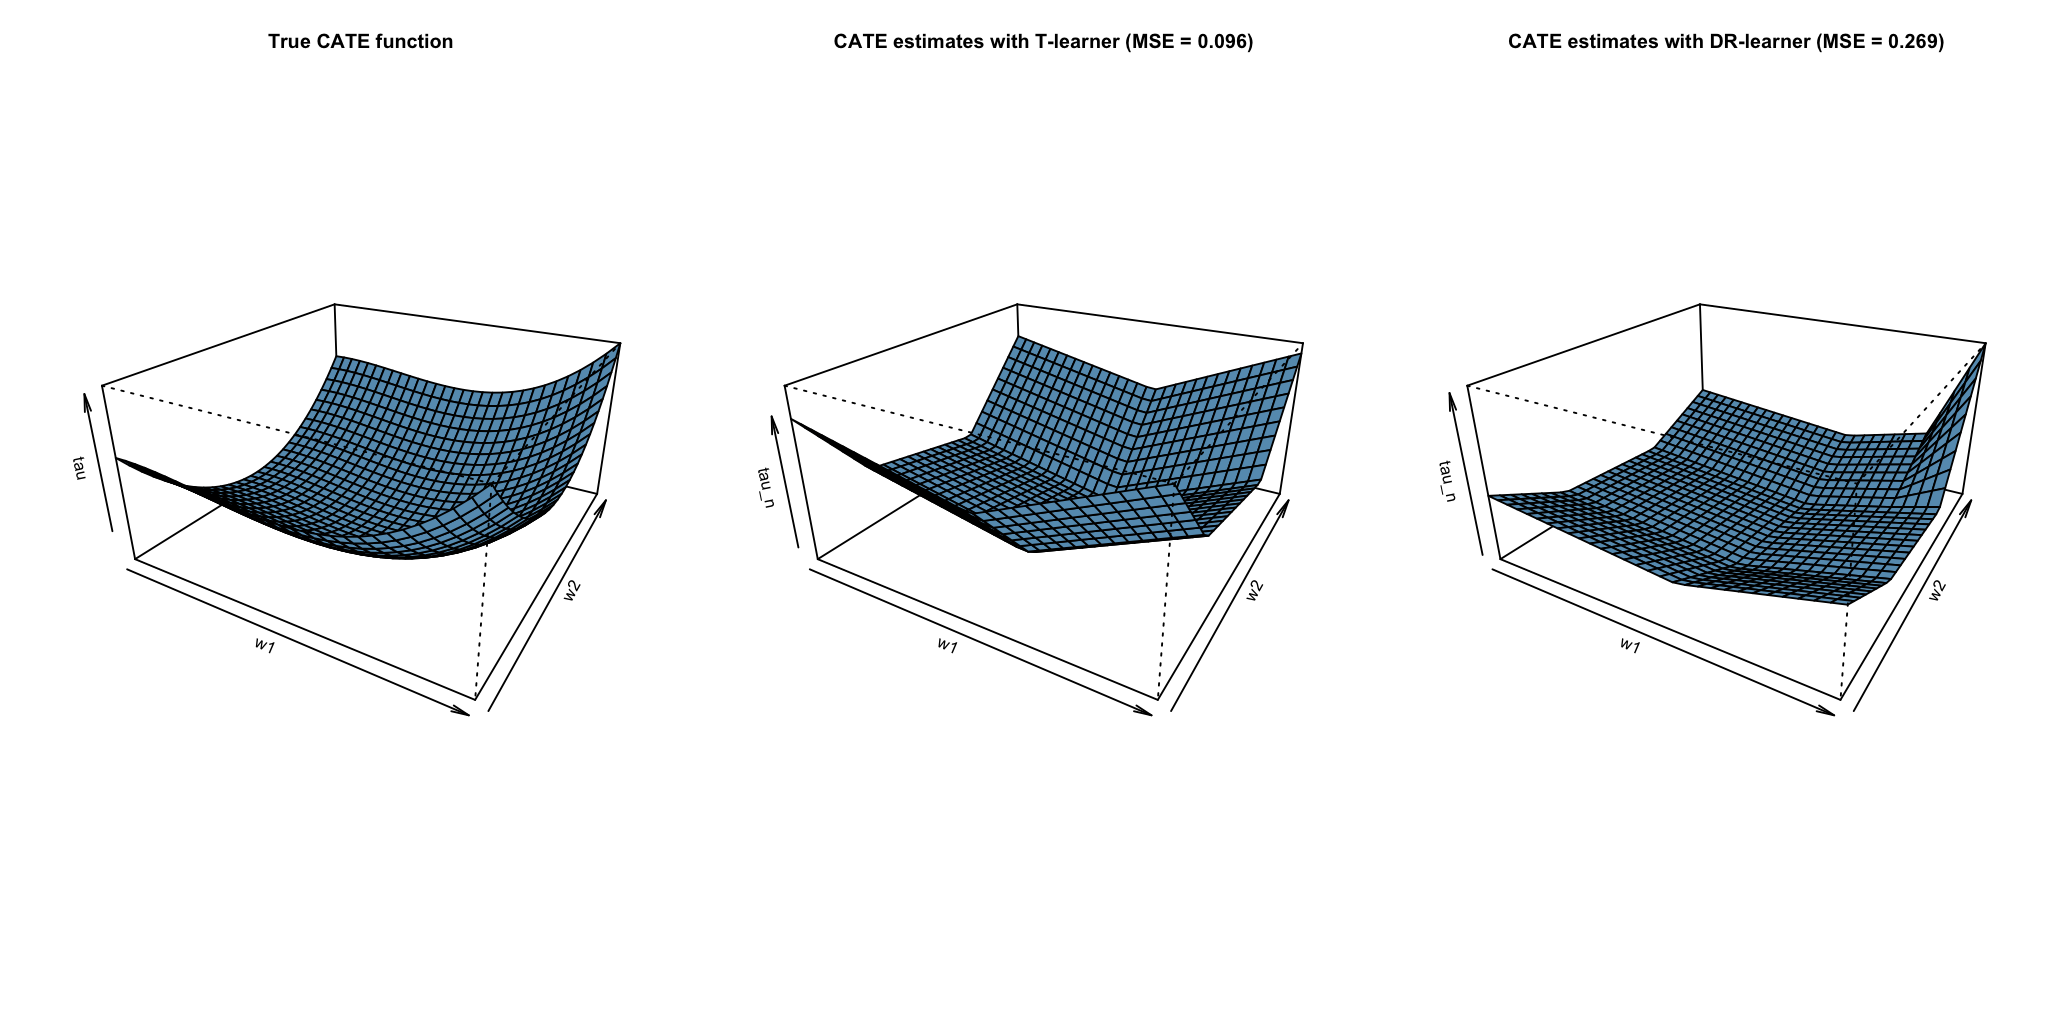 True CATE function
tau
w1
w2
CATE estimates with T-learner (MSE = 0.096)
tau_n
w1
w2
CATE estimates with DR-learner (MSE = 0.269)
tau_n
w1
w2